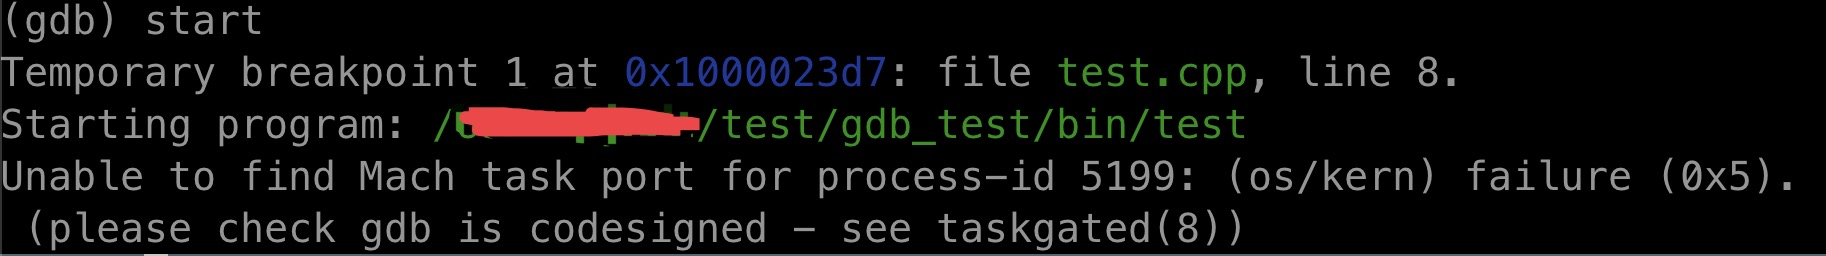 (gdb) start
Temporary breakpoint 1 at 0x1000023d7: file test.cpp, line 8.
Starting program: / /test/gdb_test/bin/test
Unable to find Mach task port for process-id 5199: (os/kern) failure (0x5).
(please check gdb is codesigned - see taskgated(8))